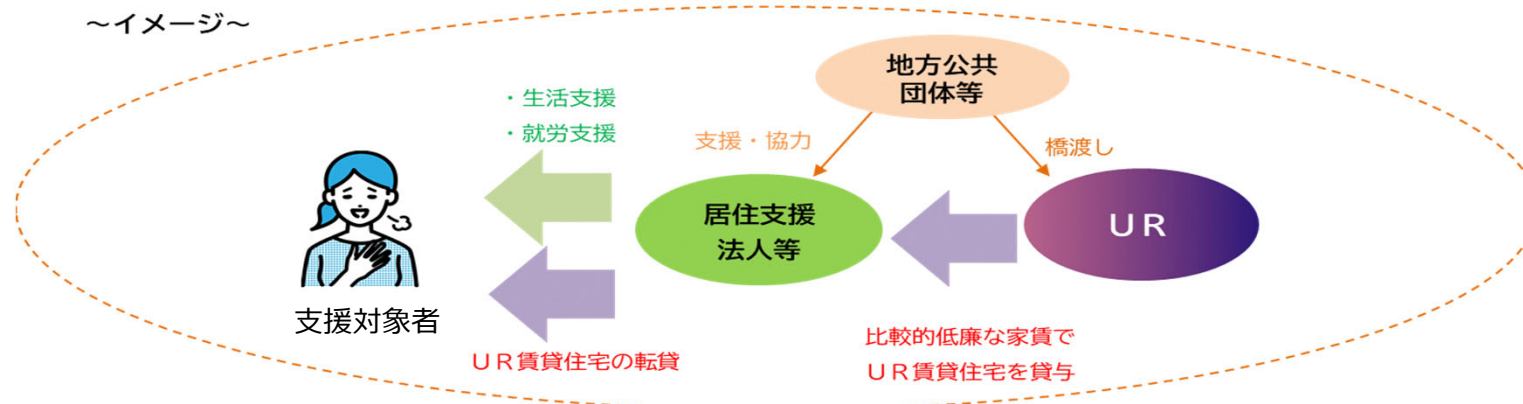 ～イメージ～
地方公共
団体等
・生活支援
・就労支援
支援・協力
橋渡し
居住支援
法人等
ＵＲ
支援対象者
ＵＲ賃貸住宅の転貸
比較的低廉な家賃で
ＵＲ賃貸住宅を貸与